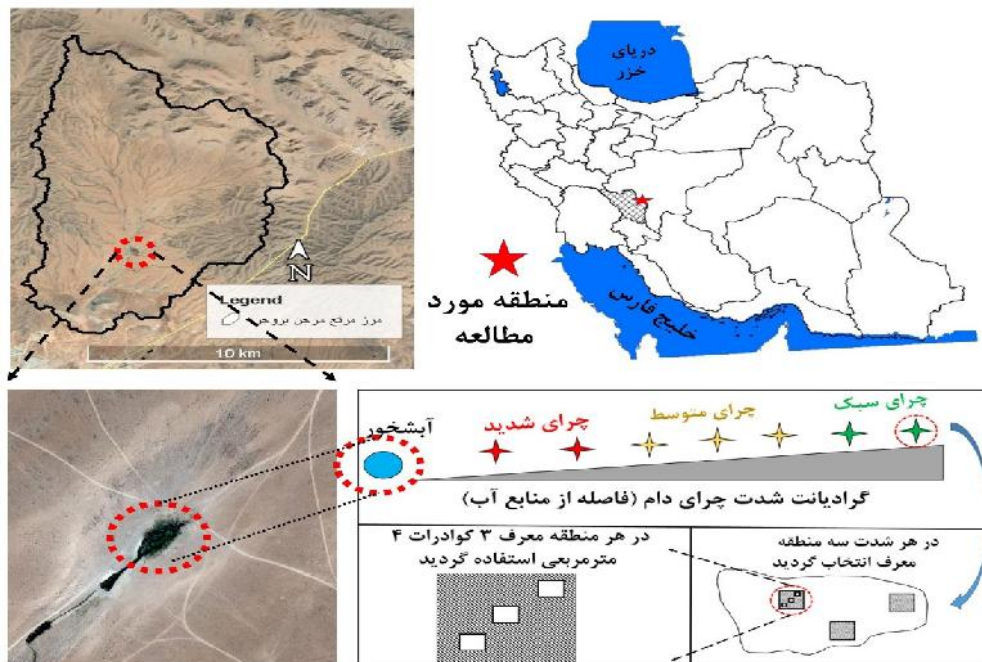 N
Legend
مرز مرتع مرجن بروجن
10 km
دریای
خزر
خلیج فارس
منطقه مورد
مطالعه
آبشخور
چرای شدید
چرای متوسط
چرای سبک
گرادیانت شدت چرای دام (فاصله از منابع آب)
در هر منطقه معرف ۳ کوادرات ۴
مترمربعی استفاده گردید
در هر شدت سه منطقه
معرف انتخاب گردید